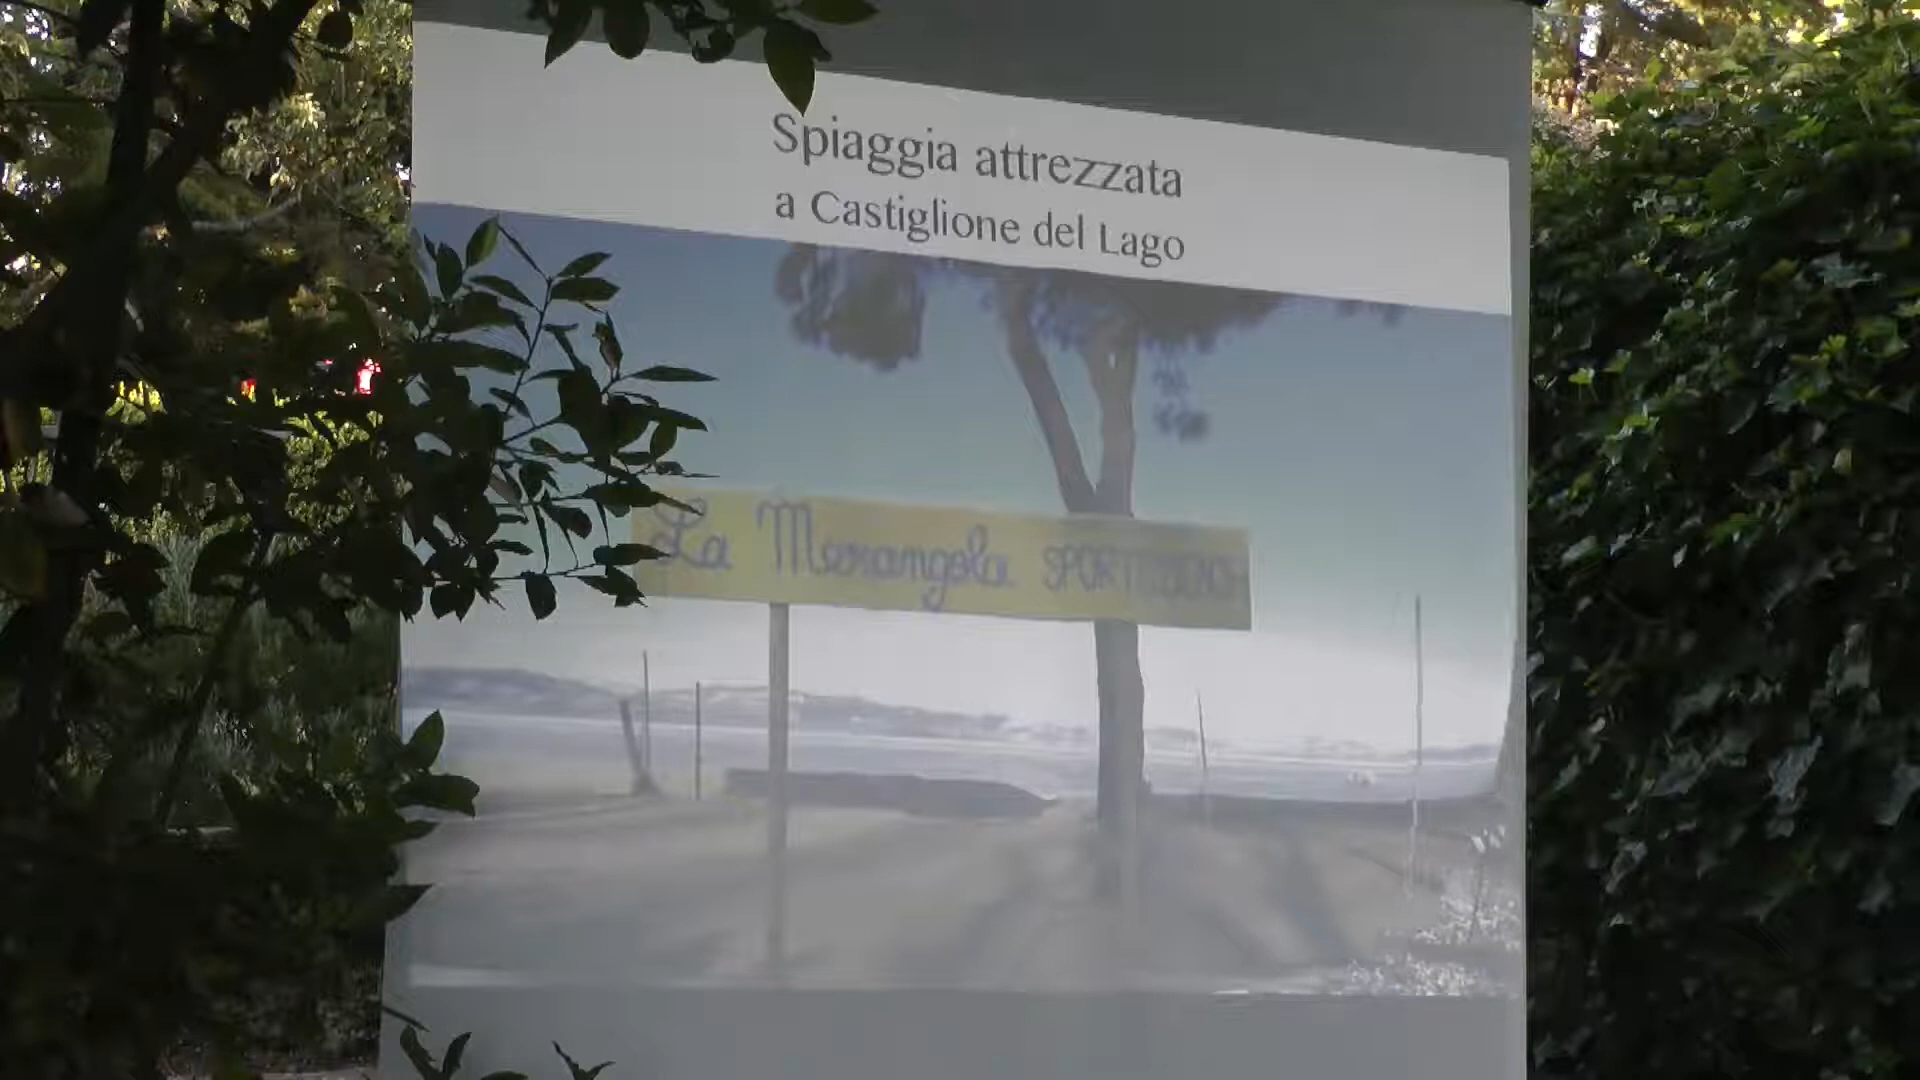 Spiaggia attrezzata
a Castiglione del Lago
La Merangola